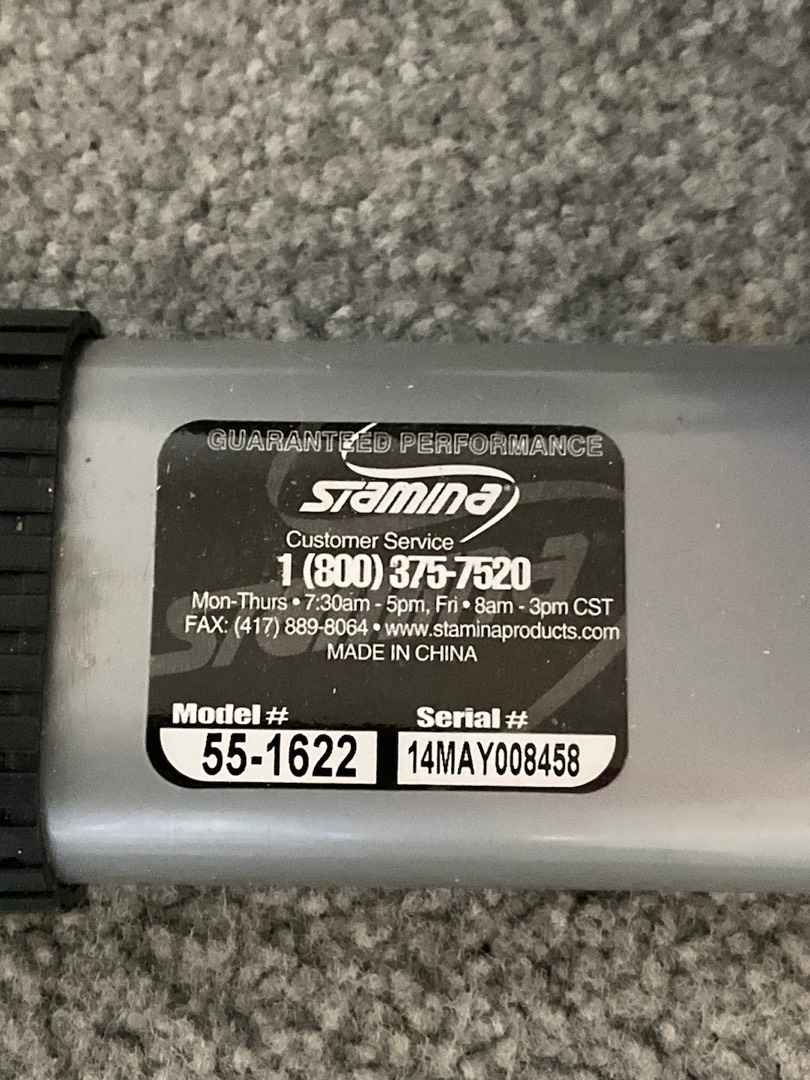 GUARANTEED PERFORMANCE
STamina®
Customer Service
1 (800) 375-7520
Mon-Thurs • 7:30am - 5pm, Fri • 8am - 3pm CST
FAX: (417) 889-8064 • www.staminaproducts.com
MADE IN CHINA
Model # Serial #
55-1622 14MAY008458